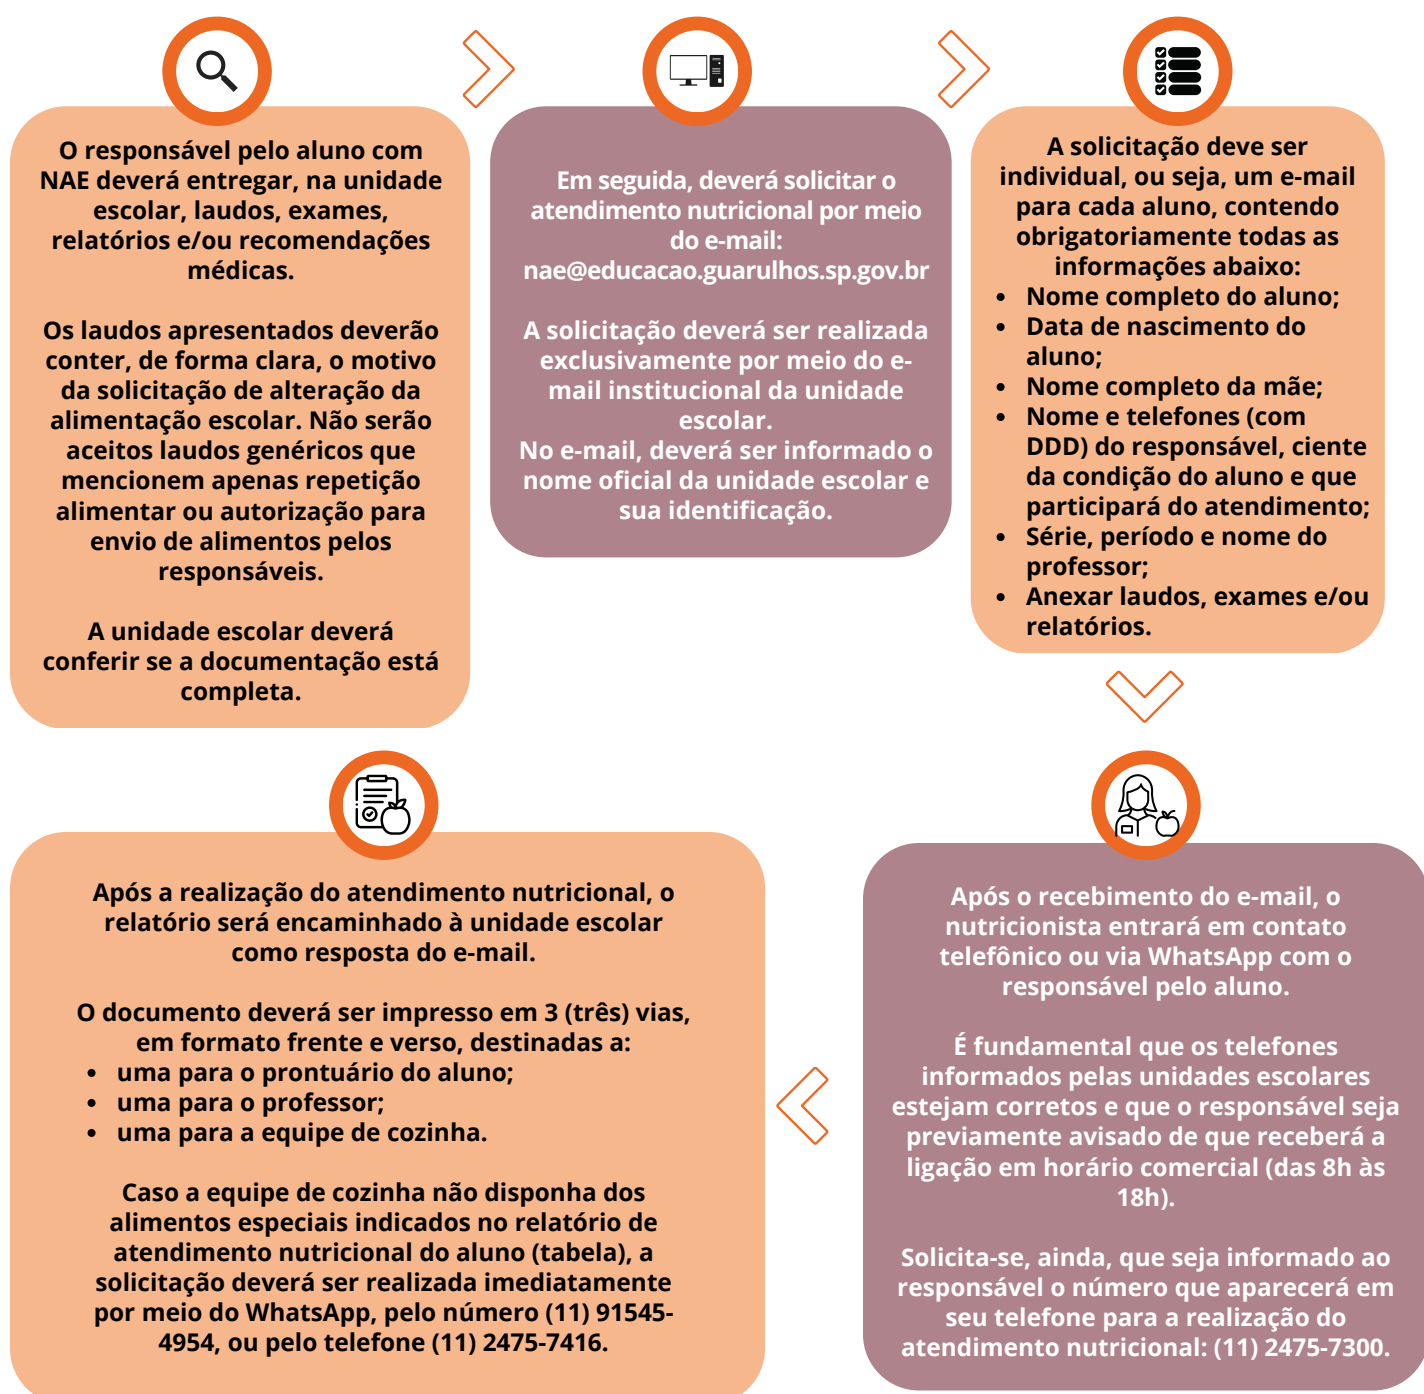 O responsável pelo aluno com
NAE deverá entregar, na unidade
escolar, laudos, exames,
relatórios e/ou recomendações
médicas.
Os laudos apresentados deverão
conter, de forma clara, o motivo
da solicitação de alteração da
alimentação escolar. Não serão
aceitos laudos genéricos que
mencionem apenas repetição
alimentar ou autorização para
envio de alimentos pelos
responsáveis.
A unidade escolar deverá
conferir se a documentação está
completa.
Em seguida, deverá solicitar o
atendimento nutricional por meio
do e-mail:
nae@educacao.guarulhos.sp.gov.br
A solicitação deverá ser realizada
exclusivamente por meio do e-
mail institucional da unidade
escolar.
No e-mail, deverá ser informado o
nome oficial da unidade escolar e
sua identificação.
A solicitação deve ser
individual, ou seja, um e-mail
para cada aluno, contendo
obrigatoriamente todas as
informações abaixo:
• Nome completo do aluno;
• Data de nascimento do
aluno;
• Nome completo da mãe;
• Nome e telefones (com
DDD) do responsável, ciente
da condição do aluno e que
participará do atendimento;
• Série, período e nome do
professor;
• Anexar laudos, exames e/ou
relatórios.
Após o recebimento do e-mail, o
nutricionista entrará em contato
telefônico ou via WhatsApp com o
responsável pelo aluno.
É fundamental que os telefones
informados pelas unidades escolares
estejam corretos e que o responsável seja
previamente avisado de que receberá a
ligação em horário comercial (das 8h às
18h).
Solicita-se, ainda, que seja informado ao
responsável o número que aparecerá em
seu telefone para a realização do
atendimento nutricional: (11) 2475-7300.
Após a realização do atendimento nutricional, o
relatório será encaminhado à unidade escolar
como resposta do e-mail.
O documento deverá ser impresso em 3 (três) vias,
em formato frente e verso, destinadas a:
• uma para o prontuário do aluno;
• uma para o professor;
• uma para a equipe de cozinha.
Caso a equipe de cozinha não disponha dos
alimentos especiais indicados no relatório de
atendimento nutricional do aluno (tabela), a
solicitação deverá ser realizada imediatamente
por meio do WhatsApp, pelo número (11) 91545-
4954, ou pelo telefone (11) 2475-7416.